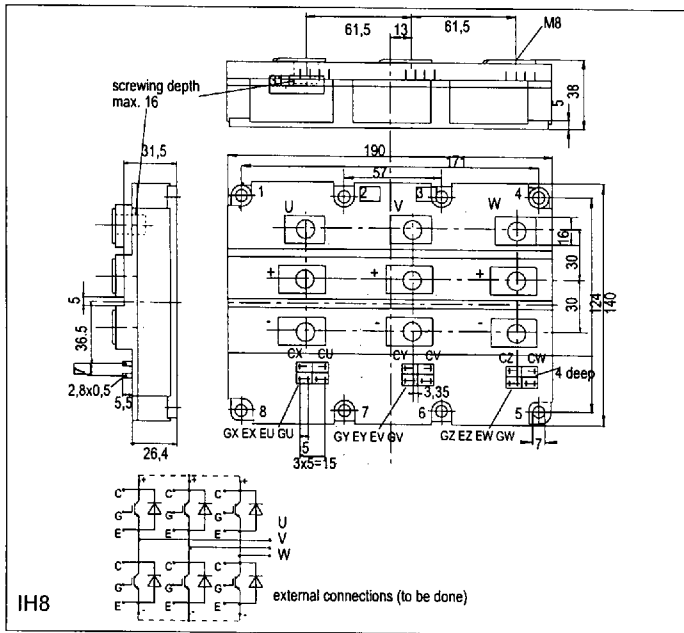 61,5
61,5
13
M8
screwing depth
max. 16
31,5
5
38
190
171
57
31,5
1
2
3
4
U
V
W
16
30
30
124
140
+
+
+
-
-
-
5
36.5
2,8x0,5
5,5
26,4
CX CU
CY CV
CZ CW
4 deep
3,35
8
7
6
5
GX EX EU GU
GY EY EV GV
GZ EZ EW GW
5
3x5=15
7
+ + +
C C C
G G G
E E E
U
V
W
C C C
G G G
E E E
- - -
external connections (to be done)
IH8